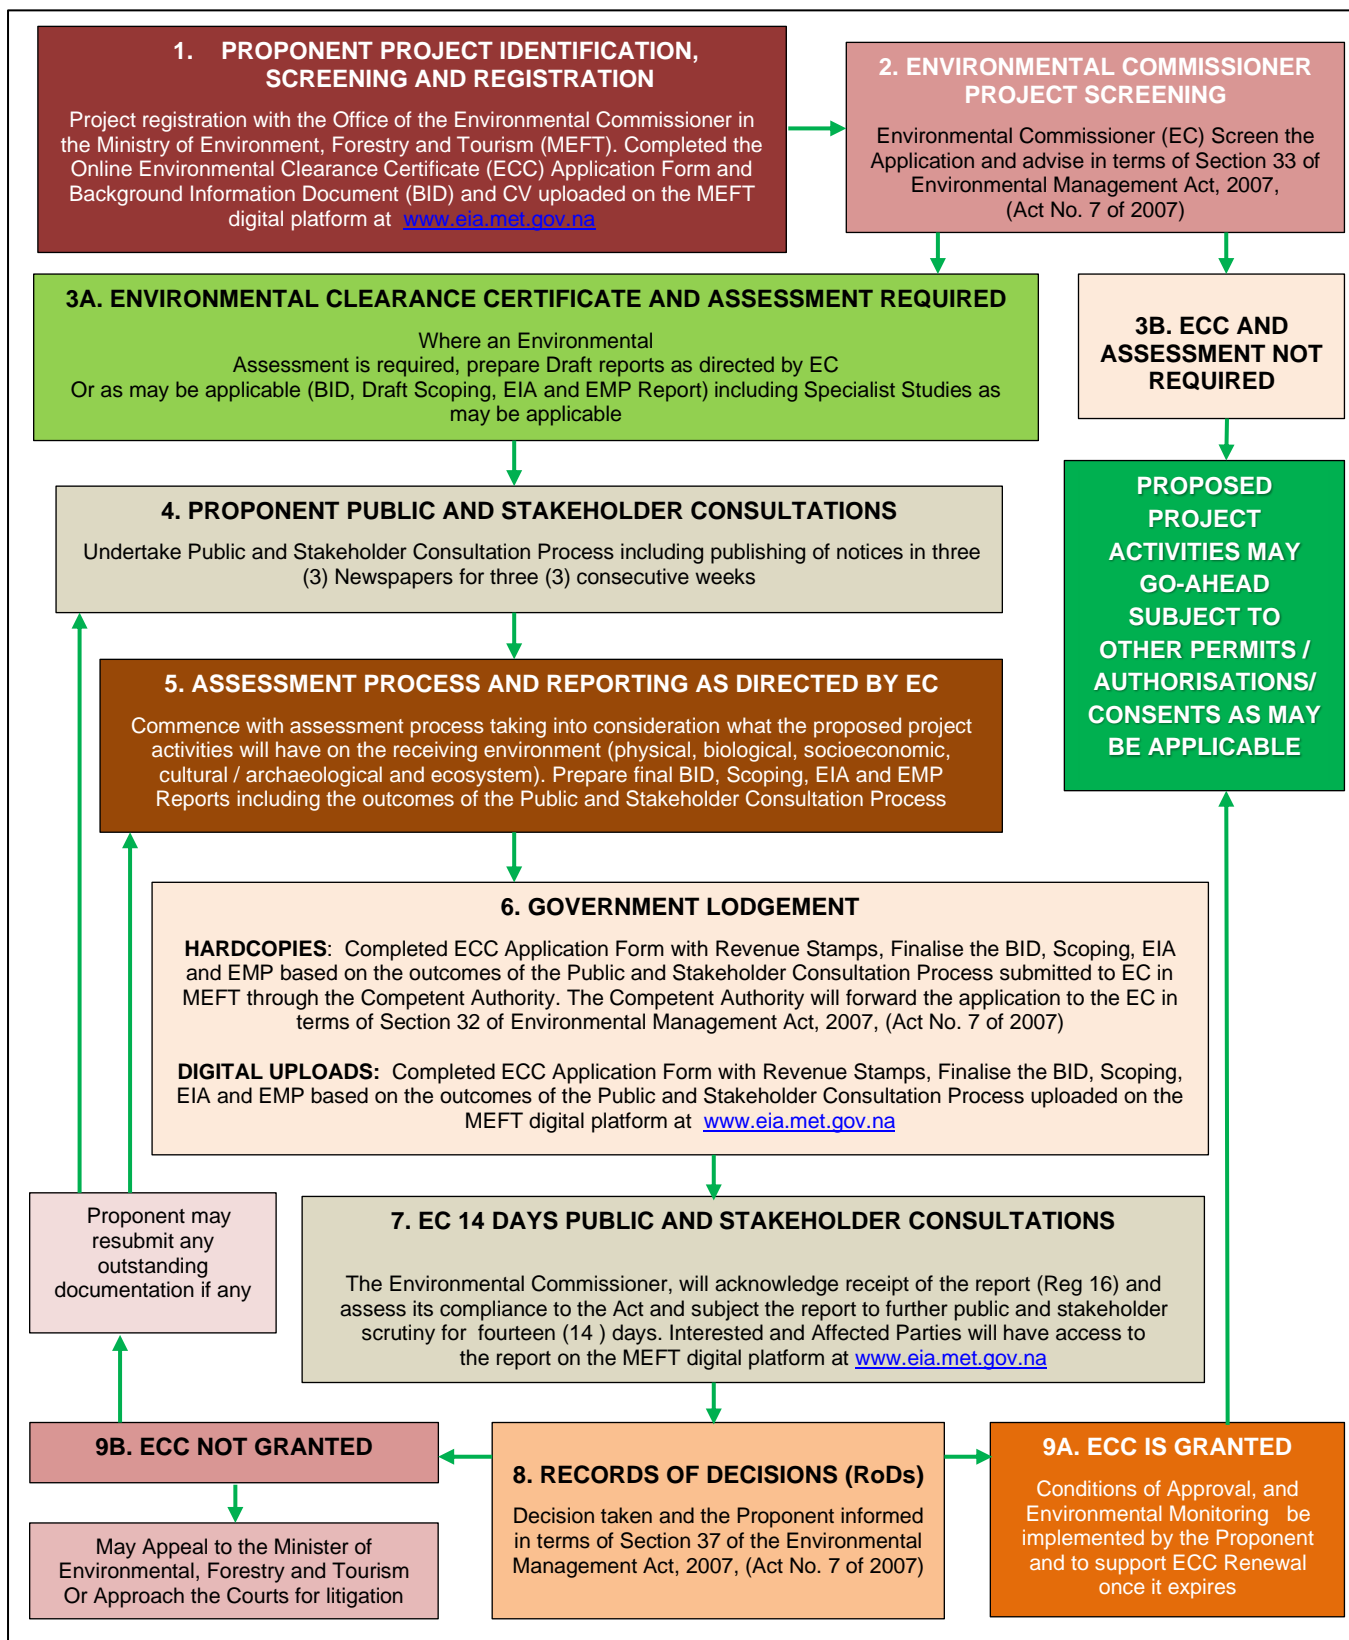 1. PROPONENT PROJECT IDENTIFICATION,
SCREENING AND REGISTRATION
Project registration with the Office of the Environmental Commissioner in
the Ministry of Environment, Forestry and Tourism (MEFT). Completed the
Online Environmental Clearance Certificate (ECC) Application Form and
Background Information Document (BID) and CV uploaded on the MEFT
digital platform at www.eia.met.gov.na
2. ENVIRONMENTAL COMMISSIONER
PROJECT SCREENING
Environmental Commissioner (EC) Screen the
Application and advise in terms of Section 33 of
Environmental Management Act, 2007,
(Act No. 7 of 2007)
3A. ENVIRONMENTAL CLEARANCE CERTIFICATE AND ASSESSMENT REQUIRED
Where an Environmental
Assessment is required, prepare Draft reports as directed by EC
Or as may be applicable (BID, Draft Scoping, EIA and EMP Report) including Specialist Studies as
may be applicable
3B. ECC AND
ASSESSMENT NOT
REQUIRED
4. PROPONENT PUBLIC AND STAKEHOLDER CONSULTATIONS
Undertake Public and Stakeholder Consultation Process including publishing of notices in three
(3) Newspapers for three (3) consecutive weeks
PROPOSED
PROJECT
ACTIVITIES MAY
GO-AHEAD
SUBJECT TO
OTHER PERMITS /
AUTHORISATIONS/
CONSENTS AS MAY
BE APPLICABLE
5. ASSESSMENT PROCESS AND REPORTING AS DIRECTED BY EC
Commence with assessment process taking into consideration what the proposed project
activities will have on the receiving environment (physical, biological, socioeconomic,
cultural / archaeological and ecosystem). Prepare final BID, Scoping, EIA and EMP
Reports including the outcomes of the Public and Stakeholder Consultation Process
6. GOVERNMENT LODGEMENT
HARDCOPIES: Completed ECC Application Form with Revenue Stamps, Finalise the BID, Scoping, EIA
and EMP based on the outcomes of the Public and Stakeholder Consultation Process submitted to EC in
MEFT through the Competent Authority. The Competent Authority will forward the application to the EC in
terms of Section 32 of Environmental Management Act, 2007, (Act No. 7 of 2007)
DIGITAL UPLOADS: Completed ECC Application Form with Revenue Stamps, Finalise the BID, Scoping,
EIA and EMP based on the outcomes of the Public and Stakeholder Consultation Process uploaded on the
MEFT digital platform at www.eia.met.gov.na
Proponent may
resubmit any
outstanding
documentation if any
7. EC 14 DAYS PUBLIC AND STAKEHOLDER CONSULTATIONS
The Environmental Commissioner, will acknowledge receipt of the report (Reg 16) and
assess its compliance to the Act and subject the report to further public and stakeholder
scrutiny for fourteen (14 ) days. Interested and Affected Parties will have access to
the report on the MEFT digital platform at www.eia.met.gov.na
9B. ECC NOT GRANTED
May Appeal to the Minister of
Environmental, Forestry and Tourism
Or Approach the Courts for litigation
8. RECORDS OF DECISIONS (RoDs)
Decision taken and the Proponent informed
in terms of Section 37 of the Environmental
Management Act, 2007, (Act No. 7 of 2007)
9A. ECC IS GRANTED
Conditions of Approval, and
Environmental Monitoring be
implemented by the Proponent
and to support ECC Renewal
once it expires